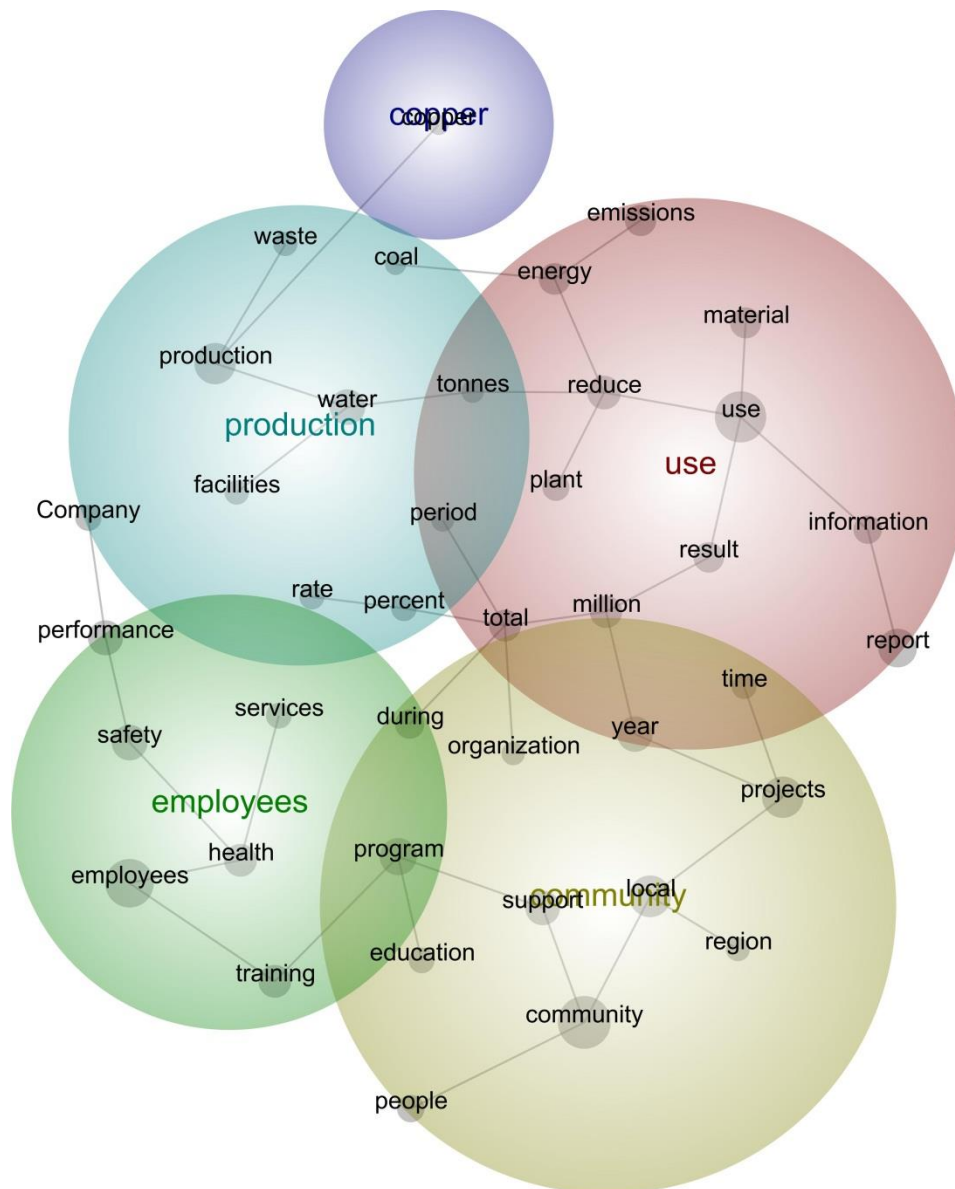 copper
copper
emissions
waste
coal
energy
material
production
tonnes
reduce
water
use
production
use
facilities
plant
Company
period
information
result
rate
percent
million
performance
total
report
time
services
during
year
safety
organization
projects
employees
health
program
employees
local
community
support
region
education
training
community
people